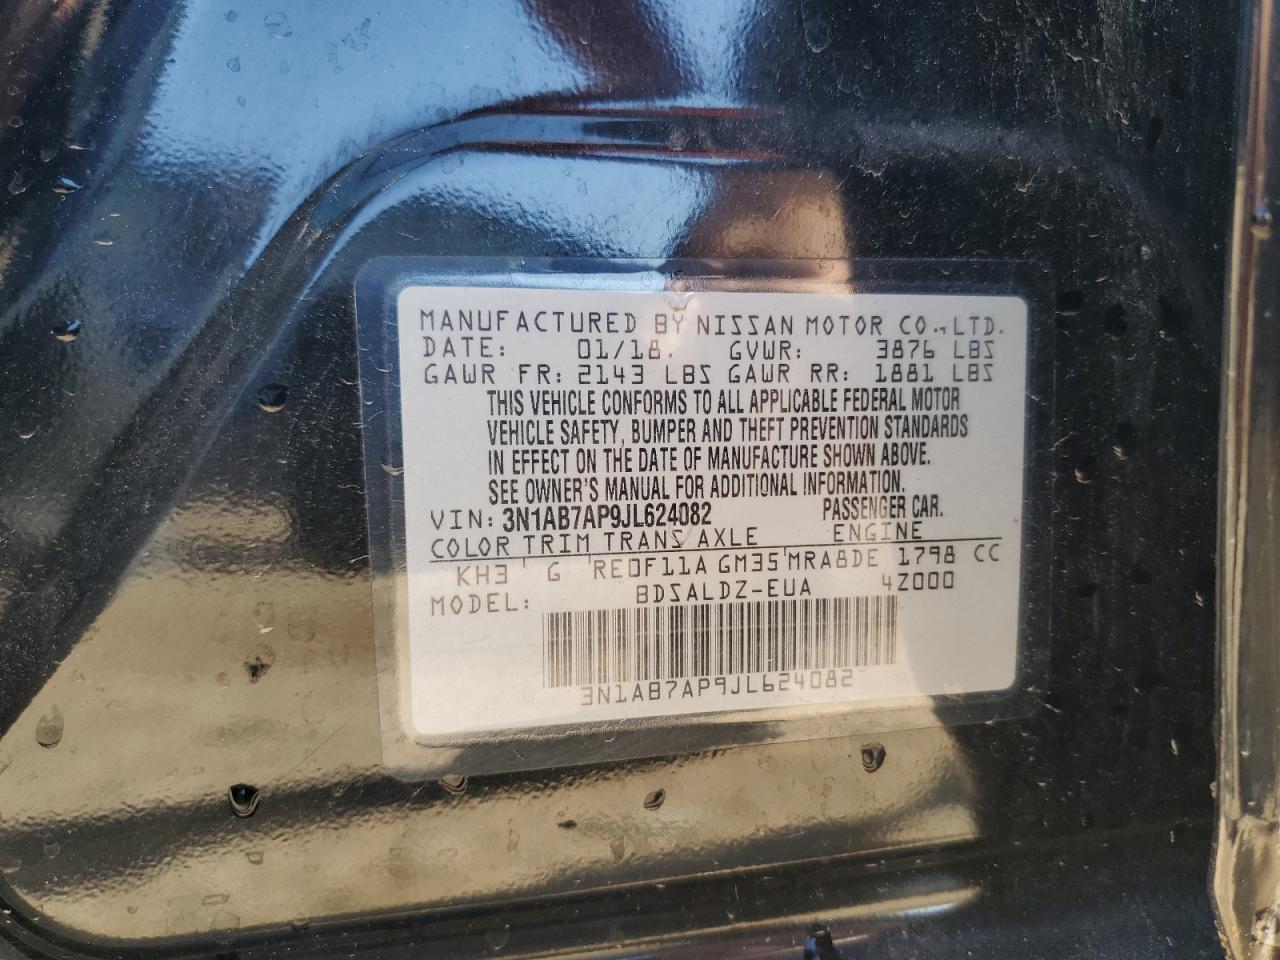 MANUFACTURED BY NISSAN MOTOR CO., LTD.
DATE: 01/18. GVWR: 3876 LBS
GAWR FR: 2143 LBS GAWR RR: 1881 LBS
THIS VEHICLE CONFORMS TO ALL APPLICABLE FEDERAL MOTOR
VEHICLE SAFETY, BUMPER AND THEFT PREVENTION STANDARDS
IN EFFECT ON THE DATE OF MANUFACTURE SHOWN ABOVE.
SEE OWNER'S MANUAL FOR ADDITIONAL INFORMATION.
VIN: 3N1AB7AP9JL624082 PASSENGER CAR.
COLOR TRIM TRANS AXLE ENGINE
KH3 G RE0F11A GM35 MRA8DE 1798 CC
MODEL: BDSALDZ-EUA 4Z000
3N1AB7AP9JL624082